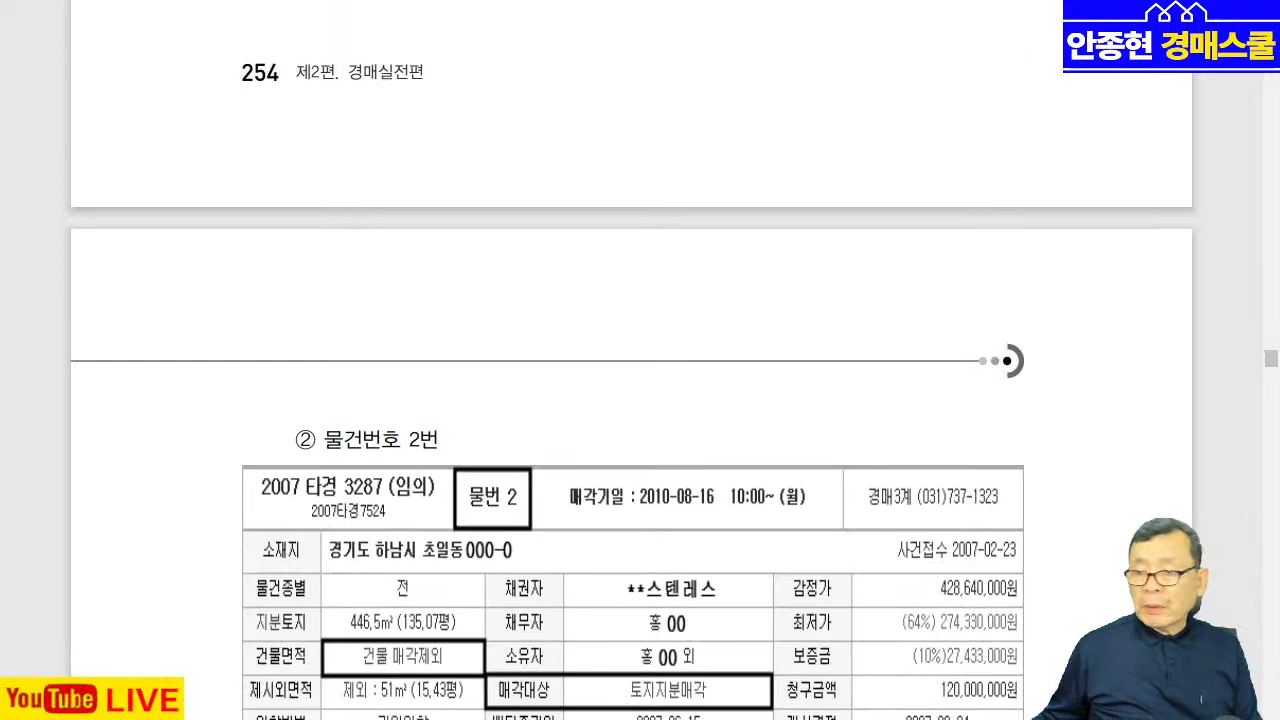 안종현 경매스쿨
254 제2편. 경매실전편
② 물건번호 2번
2007 타경 3287 (임의) 물번 2 매각기일 : 2010-08-16 10:00~ (월) 경매3계 (031)737-1323
2007타경7524
소재지 경기도 하남시 초일동000-0 사건접수 2007-02-23
물건종별 전 채권자 **스텐레스 감정가 428,640,000원
지분토지 446.5m² (135.07평) 채무자 홍 00 최저가 (64%) 274,330,000원
건물면적 건물 매각제외 소유자 홍 00 외 보증금 (10%)27,433,000원
제시외면적 제외 : 51m² (15.43평) 매각대상 토지지분매각 청구금액 120,000,000원
YouTube LIVE